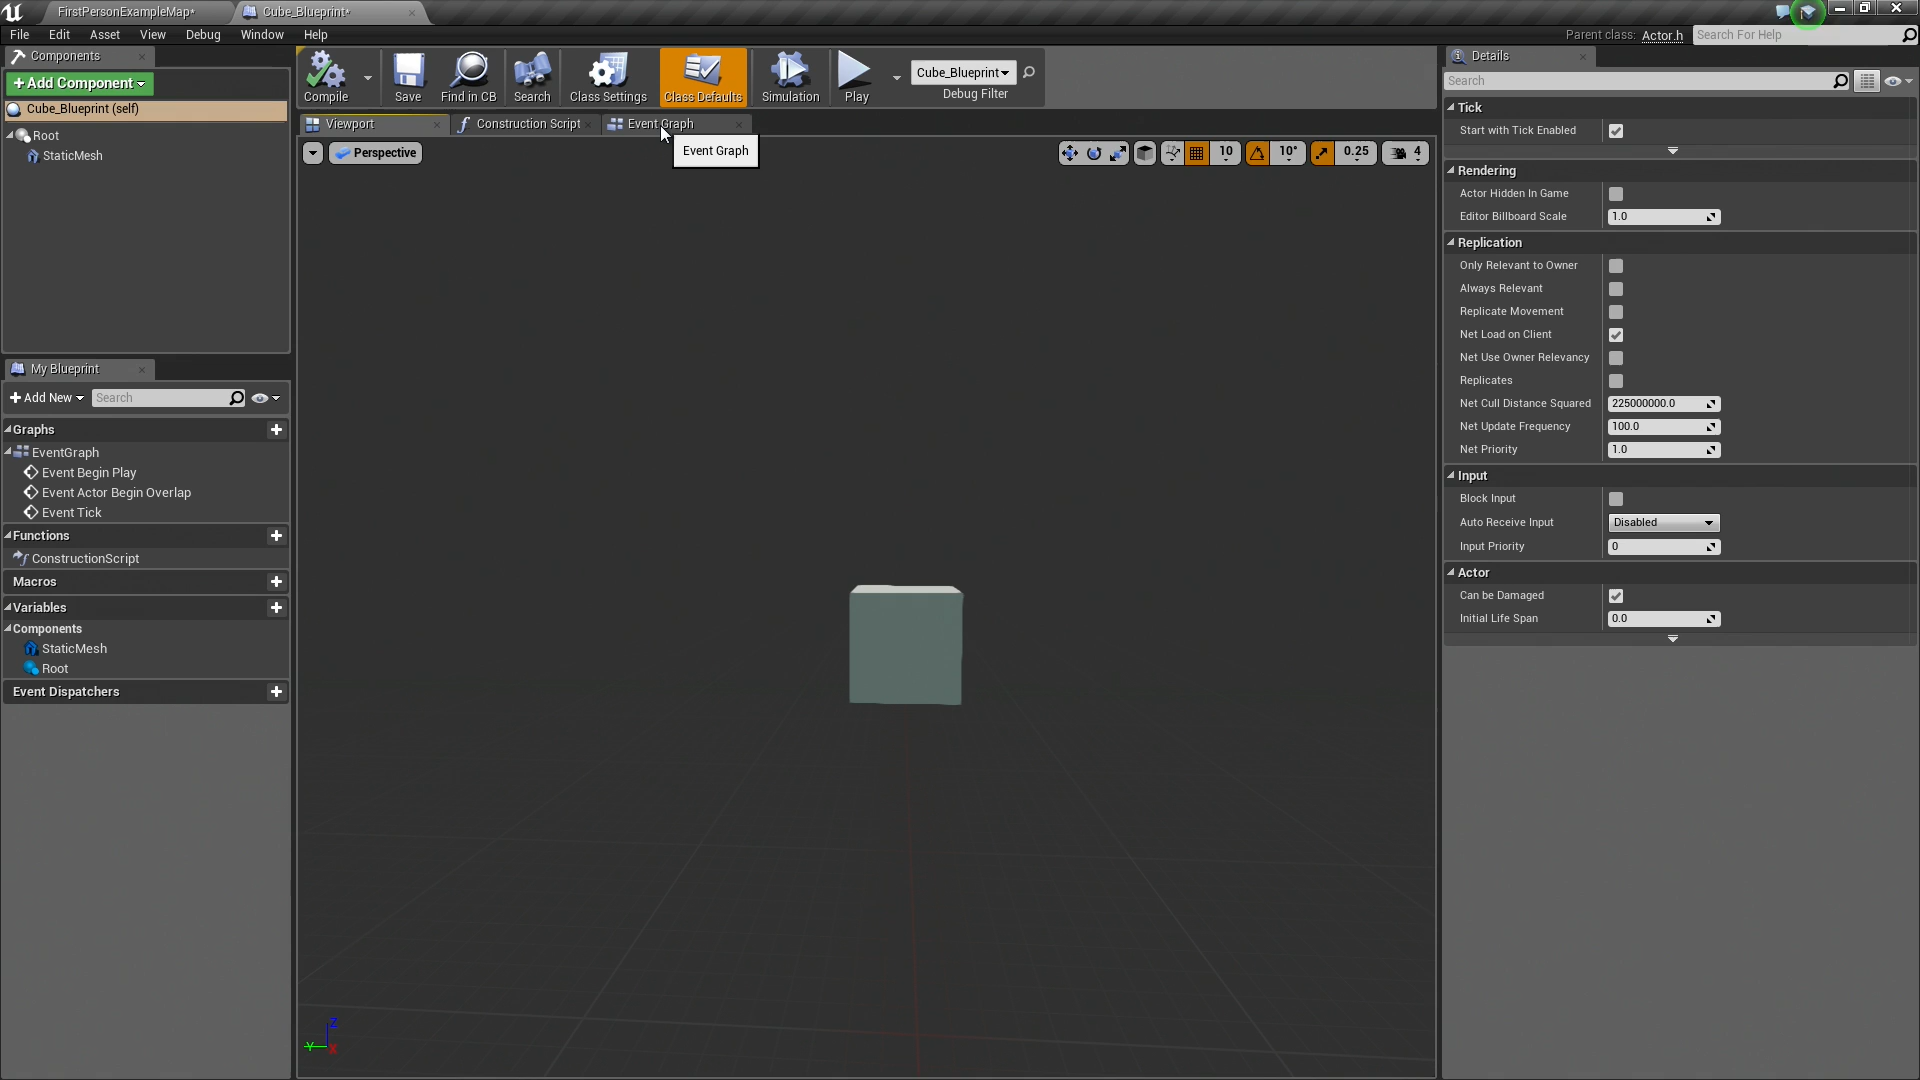 FirstPersonExampleMap*
Cube_Blueprint*
File Edit Asset View Debug Window Help
Parent class: Actor.h
Search For Help
Components
+Add Component
Cube_Blueprint (self)
Root
StaticMesh
My Blueprint
+Add New
Search
Graphs
EventGraph
Event Begin Play
Event Actor Begin Overlap
Event Tick
Functions
ConstructionScript
Macros
Variables
Components
StaticMesh
Root
Event Dispatchers
Compile
Save
Find in CB
Search
Class Settings
Class Defaults
Simulation
Play
Cube_Blueprint
Debug Filter
Viewport
Construction Script
Event Graph
Event Graph
Perspective
10
10°
0.25
4
Z
Y
X
Details
Search
Tick
Start with Tick Enabled
Rendering
Actor Hidden In Game
Editor Billboard Scale 1.0
Replication
Only Relevant to Owner
Always Relevant
Replicate Movement
Net Load on Client
Net Use Owner Relevancy
Replicates
Net Cull Distance Squared 225000000.0
Net Update Frequency 100.0
Net Priority 1.0
Input
Block Input
Auto Receive Input Disabled
Input Priority 0
Actor
Can be Damaged
Initial Life Span 0.0